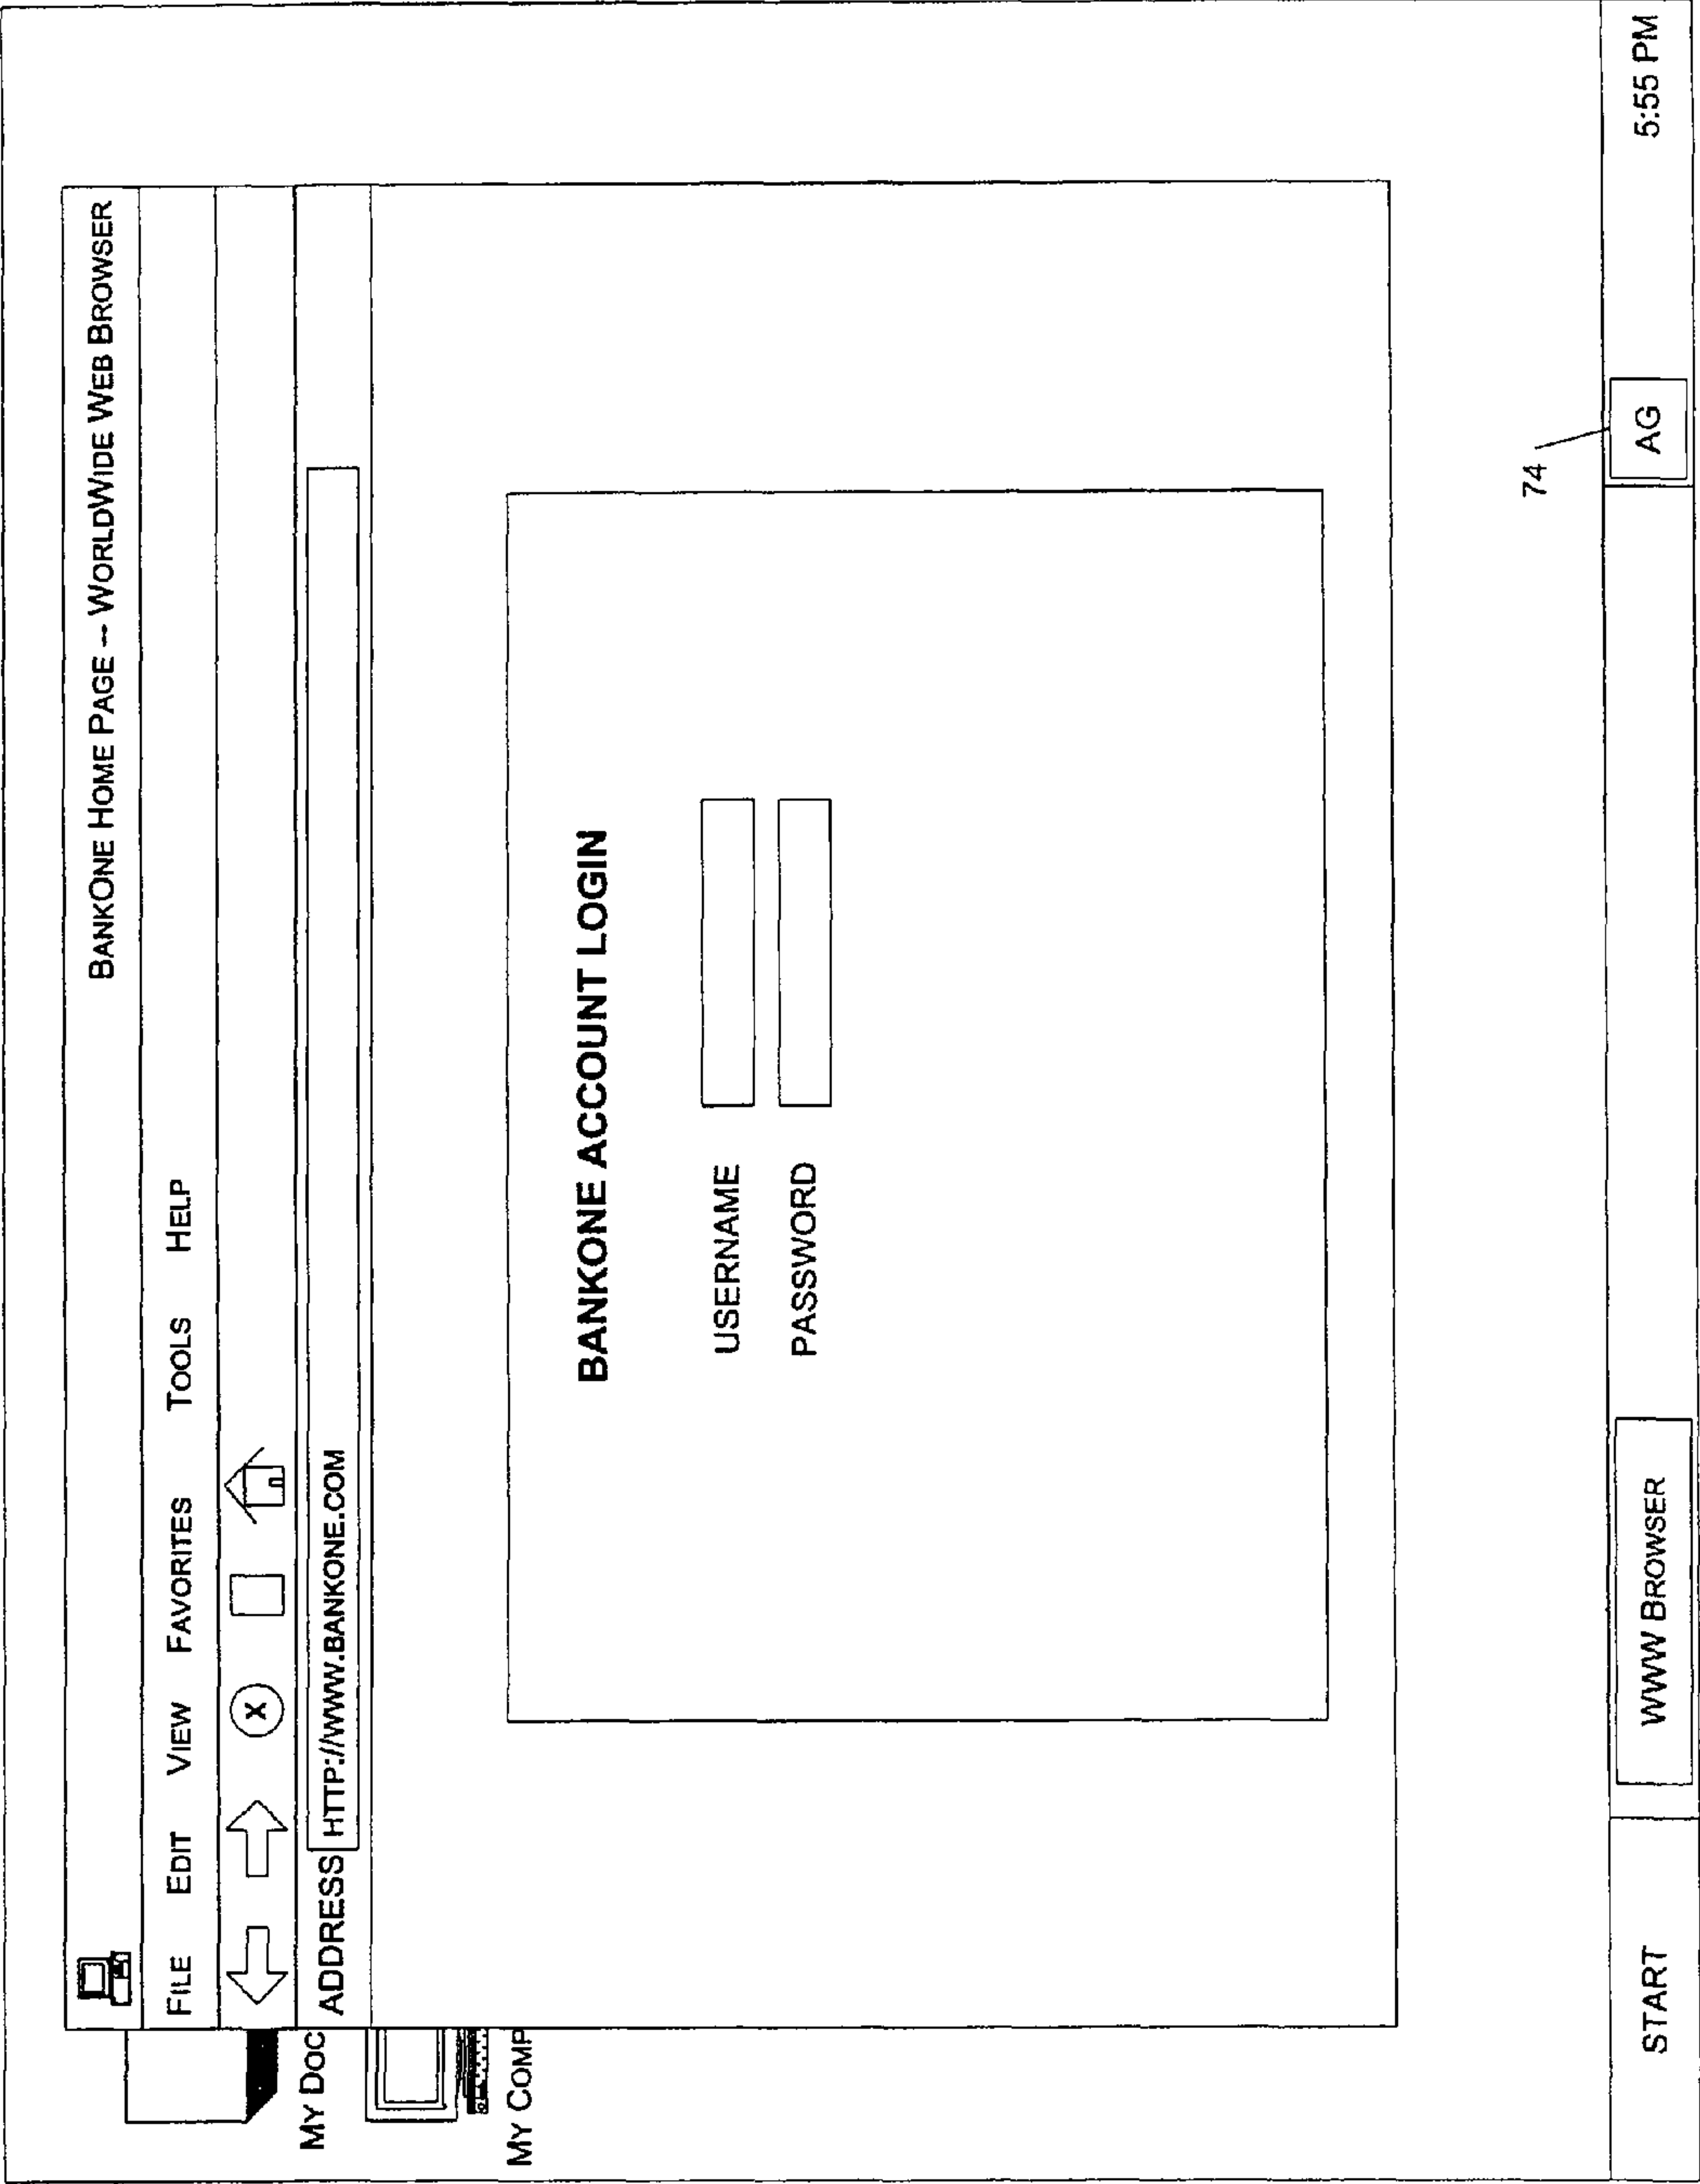 BANKONE HOME PAGE -- WORLDWIDE WEB BROWSER
FILE EDIT VIEW FAVORITES TOOLS HELP
X
ADDRESS HTTP://WWW.BANKONE.COM
MY DOC
MY COMP
BANKONE ACCOUNT LOGIN
USERNAME
PASSWORD
74
START WWW BROWSER AG 5:55 PM